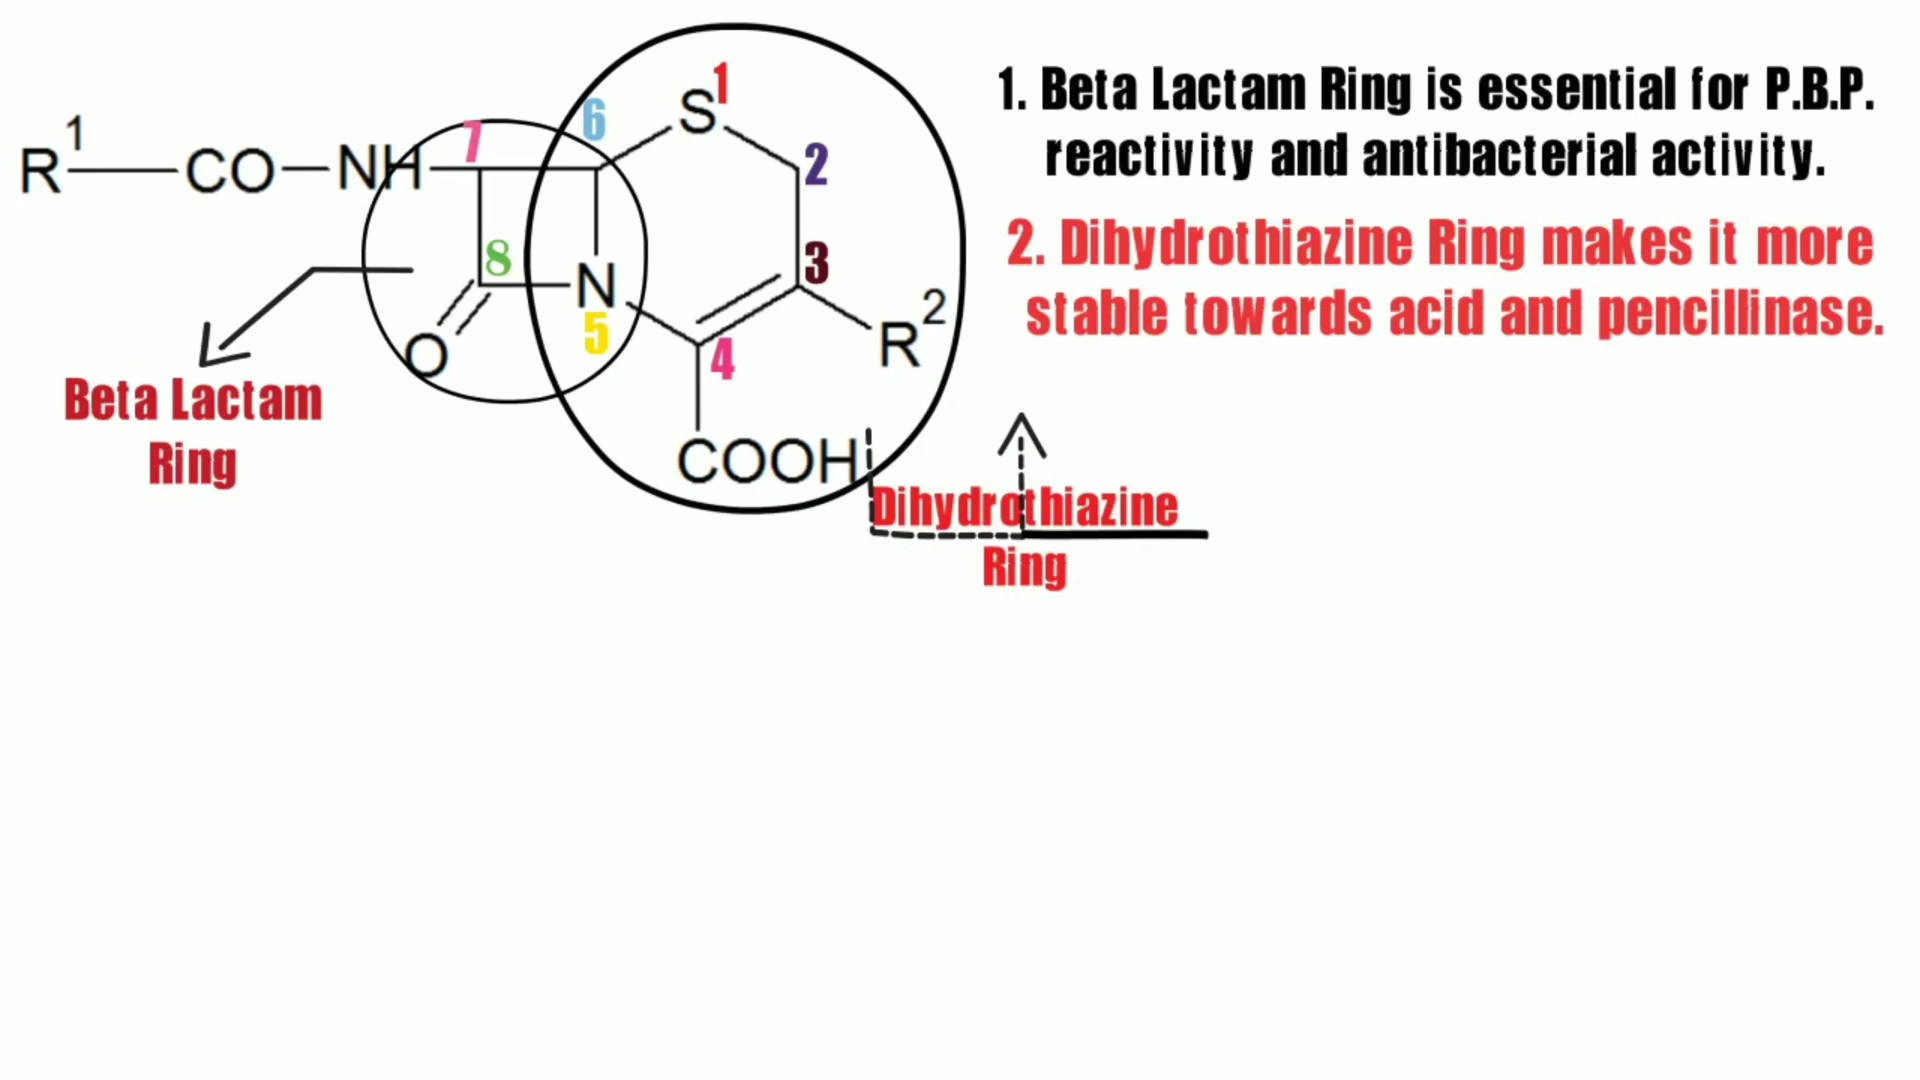 1. Beta Lactam Ring is essential for P.B.P.
reactivity and antibacterial activity.
2. Dihydrothiazine Ring makes it more
stable towards acid and pencillinase.
R1 CO NH 7 6 S 1
2
8 N 3
5 4 R2
O
COOH
Beta Lactam
Ring
Dihydrothiazine
Ring